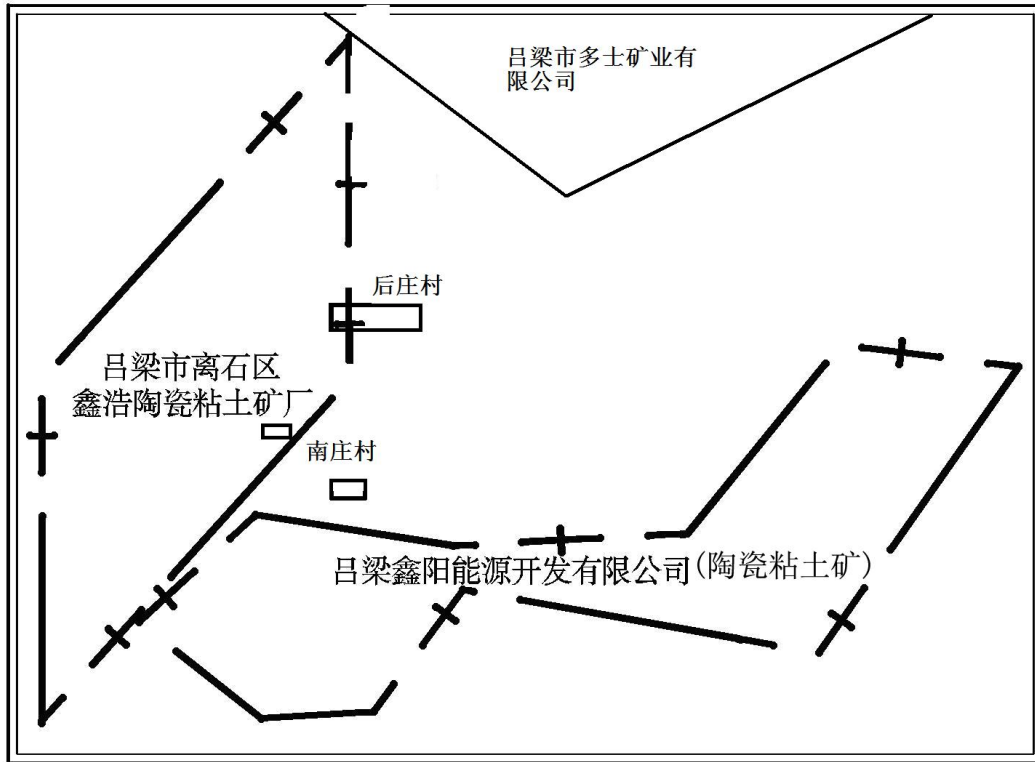 吕梁市多士矿业有
限公司
后庄村
吕梁市离石区
鑫浩陶瓷粘土矿厂
南庄村
吕梁鑫阳能源开发有限公司(陶瓷粘土矿)